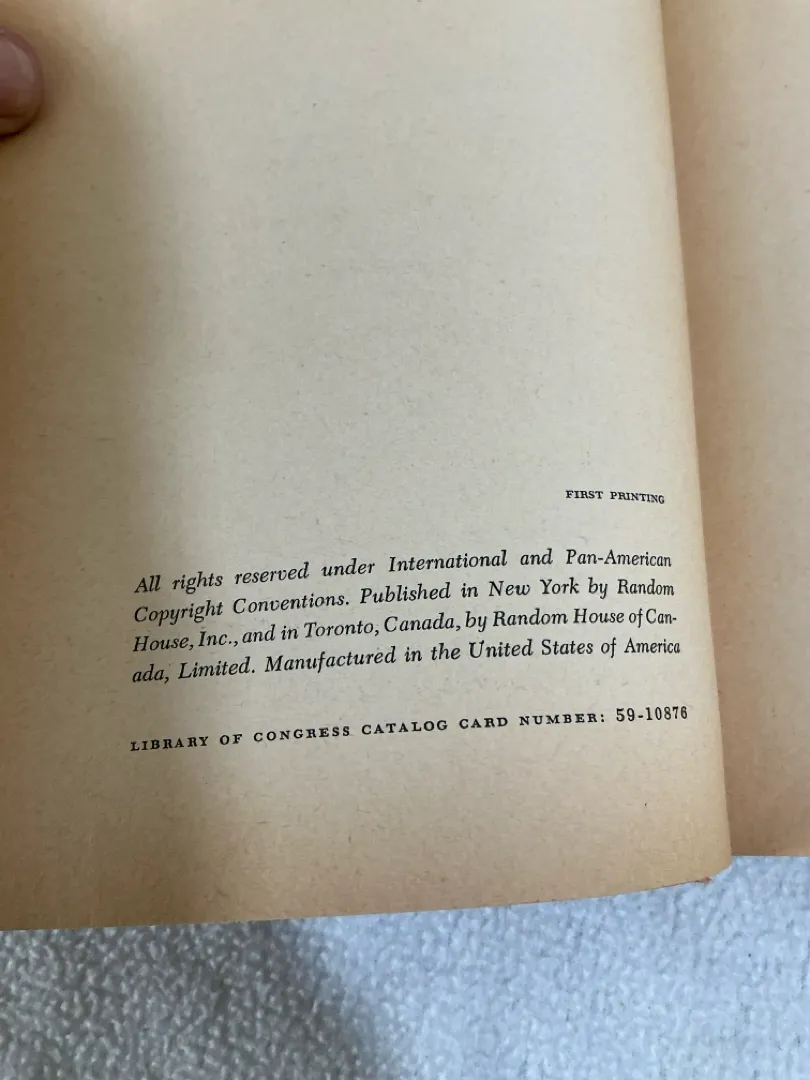 FIRST PRINTING
All rights reserved under International and Pan-American
Copyright Conventions. Published in New York by Random
House, Inc., and in Toronto, Canada, by Random House of Can-
ada, Limited. Manufactured in the United States of America
LIBRARY OF CONGRESS CATALOG CARD NUMBER: 59-10876